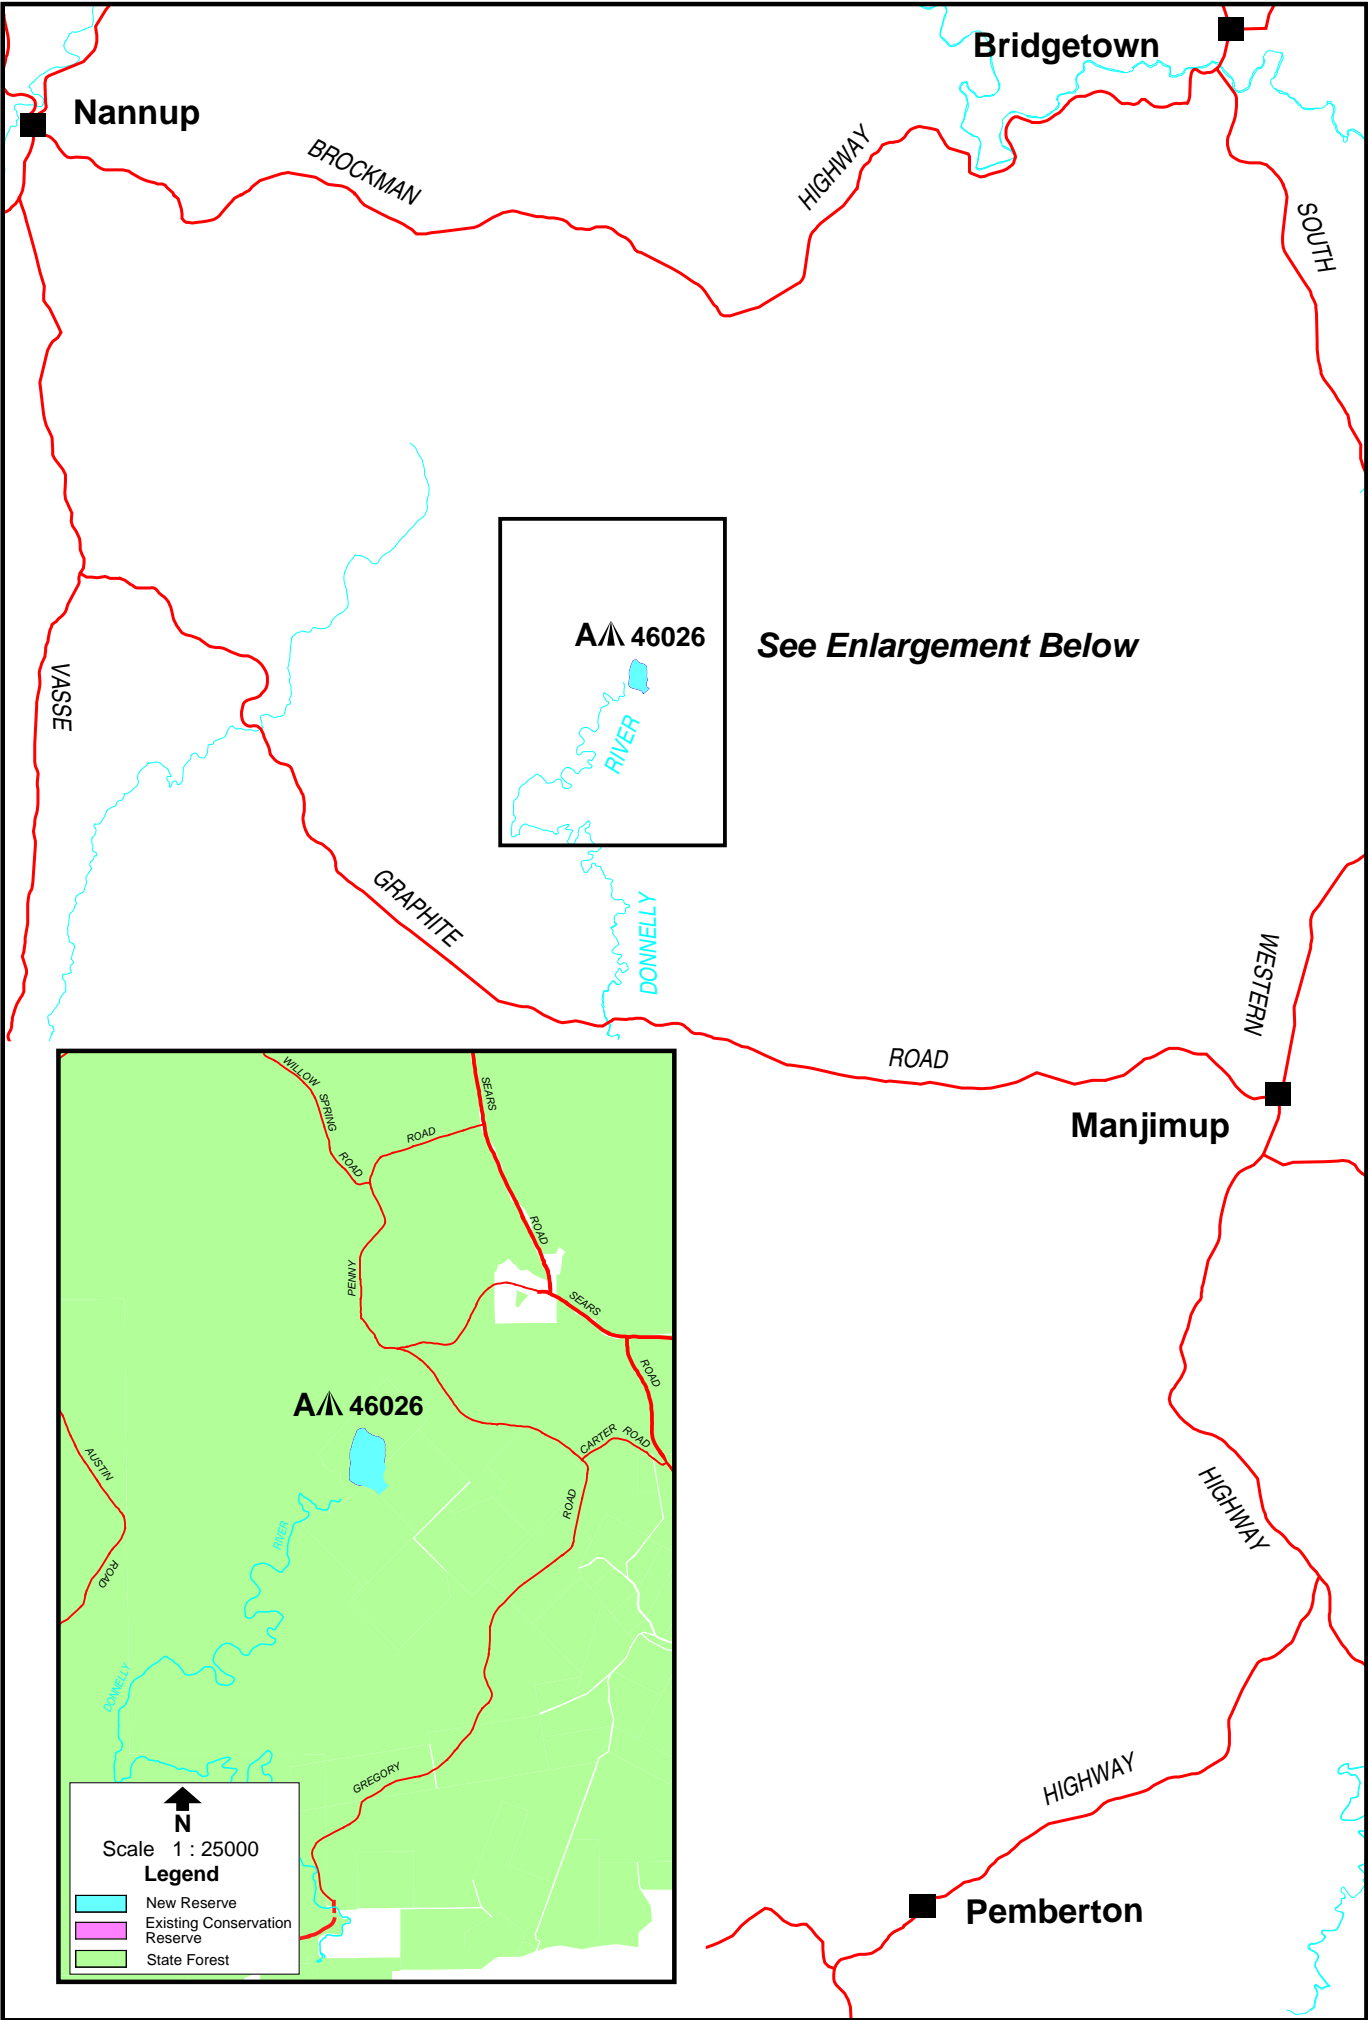 Bridgetown
Nannup
BROCKMAN
HIGHWAY
SOUTH
A 46026
See Enlargement Below
RIVER
VASSE
GRAPHITE
DONNELLY
WESTERN
ROAD
Manjimup
HIGHWAY
HIGHWAY
Pemberton
WILLOW
SPRING
ROAD
SEARS
ROAD
ROAD
PENNY
SEARS
ROAD
A 46026
CARTER ROAD
AUSTIN
ROAD
ROAD
RIVER
DONNELLY
GREGORY
N
Scale 1 : 25000
Legend
New Reserve
Existing Conservation
Reserve
State Forest